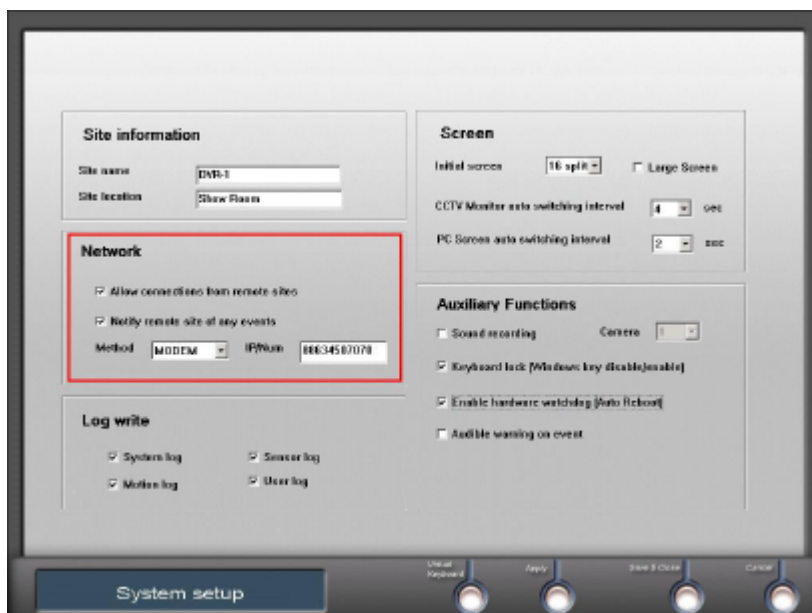 Site information
Site name DVR-1
Site location Show Room
Network
Allow connections from remote sites
Notify remote site of any events
Method MODEM IP/Num 08634507070
Log write
System log Sensor log
Motion log User log
Screen
Initial screen 16 split Large Screen
CCTV Monitor auto switching interval 4 sec
PC Screen auto switching interval 2 sec
Auxiliary Functions
Sound recording Camera 1
Keyboard lock (Windows key disable/enable)
Enable hardware watchdog (Auto Reboot)
Audible warning on event
System setup
Virtual
Keyboard
Apply
Save & Close
Cancel